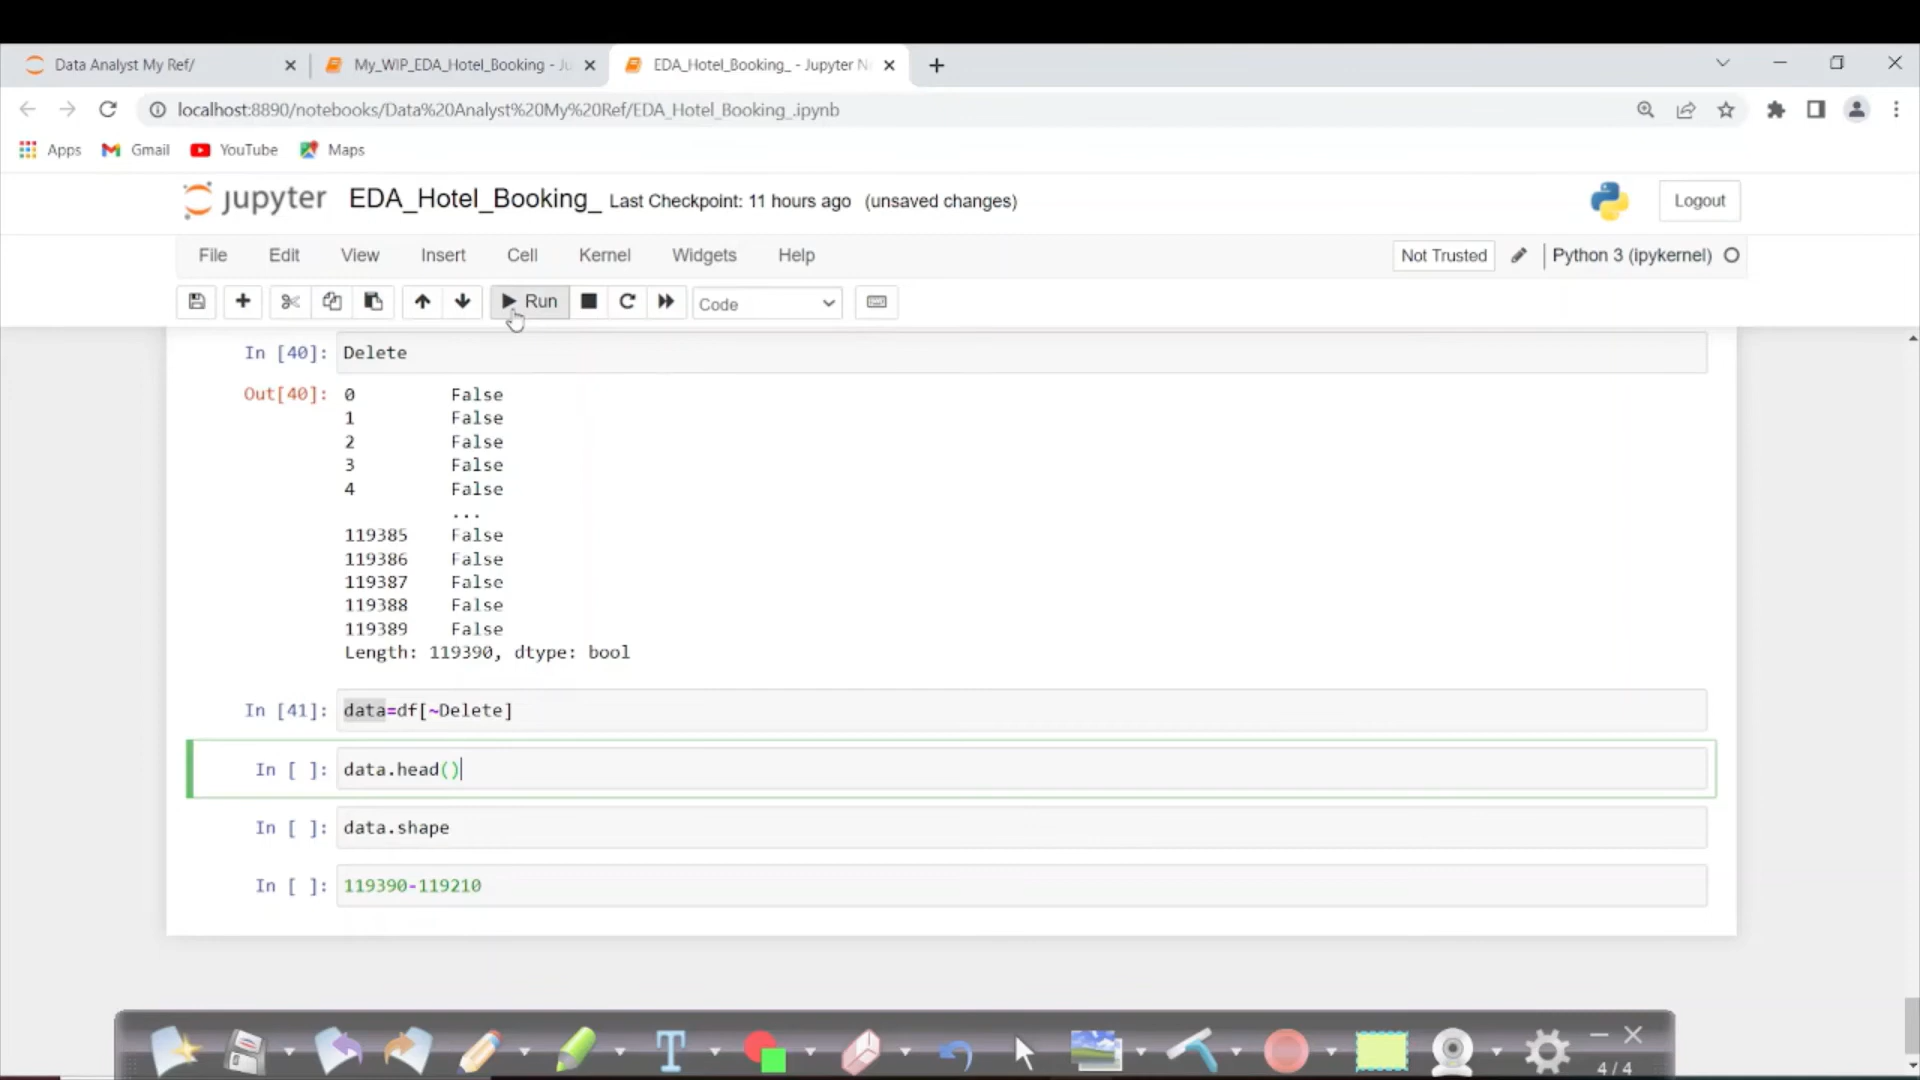 Data Analyst My Ref/
My_WIP_EDA_Hotel_Booking - Ju
EDA_Hotel_Booking_ - Jupyter N
localhost:8890/notebooks/Data%20Analyst%20My%20Ref/EDA_Hotel_Booking_.ipynb
Apps Gmail YouTube Maps
jupyter EDA_Hotel_Booking_ Last Checkpoint: 11 hours ago (unsaved changes) Logout
File Edit View Insert Cell Kernel Widgets Help Not Trusted Python 3 (ipykernel)
Run Code
In [40]: Delete
Out[40]: 0 False
1 False
2 False
3 False
4 False
...
119385 False
119386 False
119387 False
119388 False
119389 False
Length: 119390, dtype: bool
In [41]: data=df[~Delete]
In [ ]: data.head()
In [ ]: data.shape
In [ ]: 119390-119210
T
4 / 4